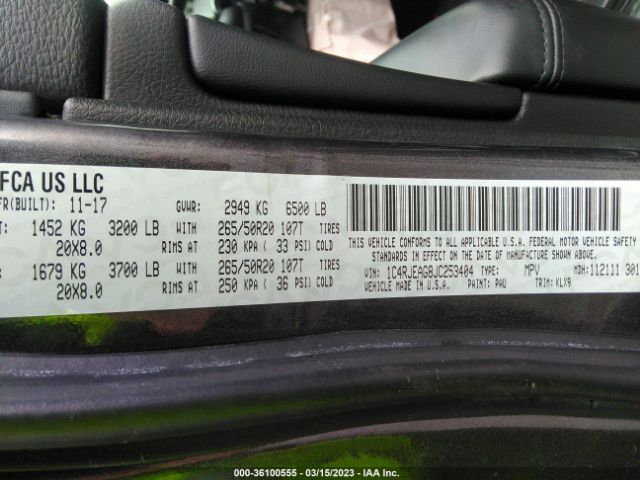 FCA US LLC
FR(BUILT): 11-17 GVWR: 2949 KG 6500 LB
T: 1452 KG 3200 LB WITH 265/50R20 107T TIRES
20X8.0 RIMS AT 230 KPA ( 33 PSI) COLD
: 1679 KG 3700 LB WITH 265/50R20 107T TIRES
20X8.0 RIMS AT 250 KPA ( 36 PSI) COLD
THIS VEHICLE CONFORMS TO ALL APPLICABLE U.S.A. FEDERAL MOTOR VEHICLE SAFETY
STANDARDS IN EFFECT ON THE DATE OF MANUFACTURE SHOWN ABOVE.
VIN: 1C4RJEAG8JC253404 TYPE: MPV MDH: 112111 301
VEHICLE MADE IN U.S.A. PAINT: PAU TRIM: KLX9
000-36100555 - 03/15/2023 - IAA Inc.